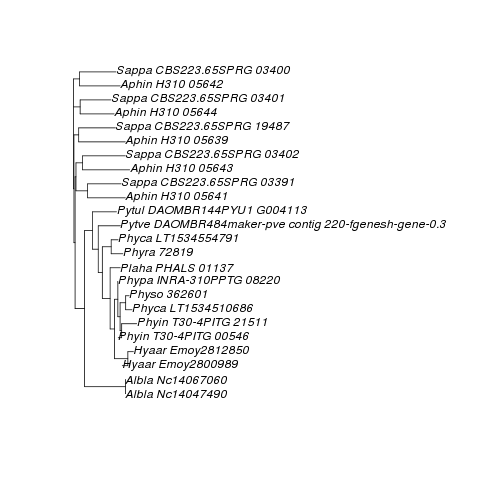 Sappa CBS223.65SPRG 03400
Aphin H310 05642
Sappa CBS223.65SPRG 03401
Aphin H310 05644
Sappa CBS223.65SPRG 19487
Aphin H310 05639
Sappa CBS223.65SPRG 03402
Aphin H310 05643
Sappa CBS223.65SPRG 03391
Aphin H310 05641
Pytul DAOMBR144PYU1 G004113
Pytve DAOMBR484maker-pve contig 220-fgenesh-gene-0.3
Phyca LT1534554791
Phyra 72819
Plaha PHALS 01137
Phypa INRA-310PPTG 08220
Physo 362601
Phyca LT1534510686
Phyin T30-4PITG 21511
Phyin T30-4PITG 00546
Hyaar Emoy2812850
Hyaar Emoy2800989
Albla Nc14067060
Albla Nc14047490